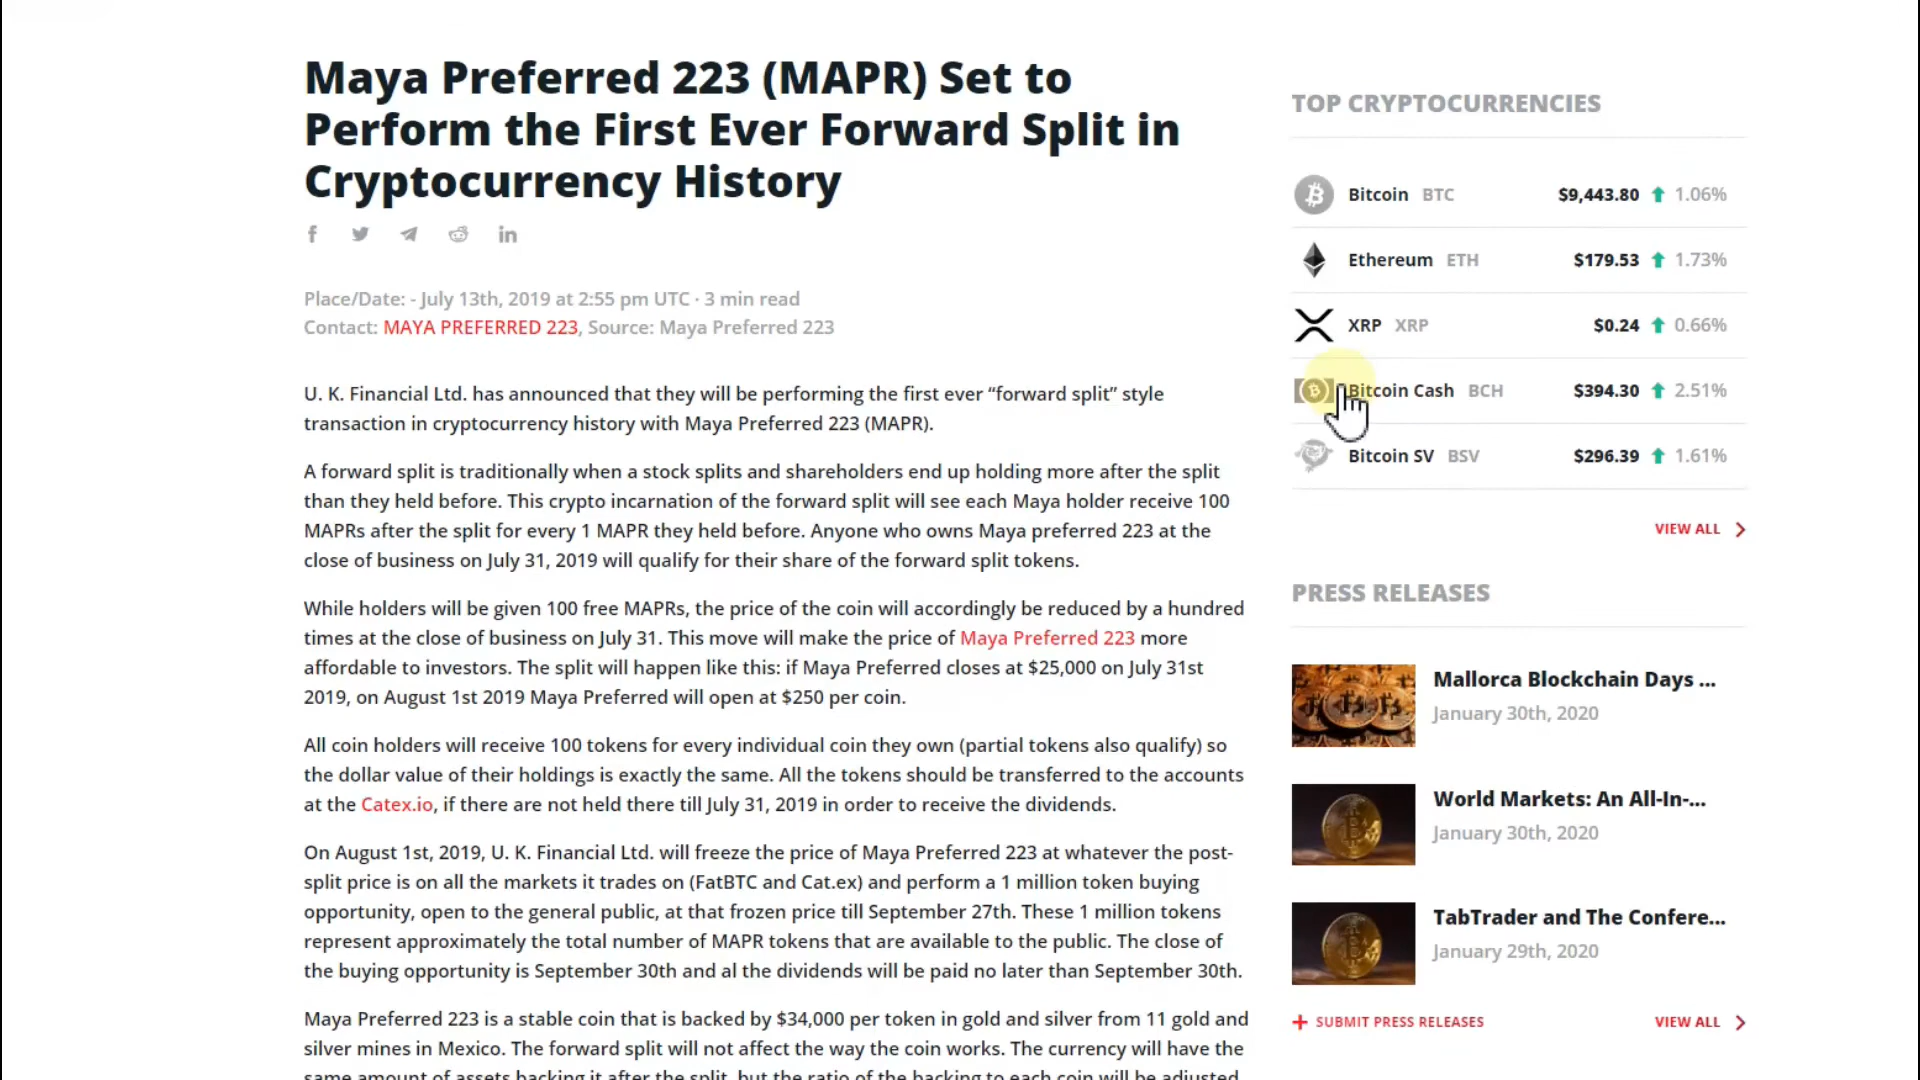 Maya Preferred 223 (MAPR) Set to
Perform the First Ever Forward Split in
Cryptocurrency History
Place/Date: - July 13th, 2019 at 2:55 pm UTC · 3 min read
Contact: MAYA PREFERRED 223, Source: Maya Preferred 223
U. K. Financial Ltd. has announced that they will be performing the first ever “forward split” style
transaction in cryptocurrency history with Maya Preferred 223 (MAPR).
A forward split is traditionally when a stock splits and shareholders end up holding more after the split
than they held before. This crypto incarnation of the forward split will see each Maya holder receive 100
MAPRs after the split for every 1 MAPR they held before. Anyone who owns Maya preferred 223 at the
close of business on July 31, 2019 will qualify for their share of the forward split tokens.
While holders will be given 100 free MAPRs, the price of the coin will accordingly be reduced by a hundred
times at the close of business on July 31. This move will make the price of Maya Preferred 223 more
affordable to investors. The split will happen like this: if Maya Preferred closes at $25,000 on July 31st
2019, on August 1st 2019 Maya Preferred will open at $250 per coin.
All coin holders will receive 100 tokens for every individual coin they own (partial tokens also qualify) so
the dollar value of their holdings is exactly the same. All the tokens should be transferred to the accounts
at the Catex.io, if there are not held there till July 31, 2019 in order to receive the dividends.
On August 1st, 2019, U. K. Financial Ltd. will freeze the price of Maya Preferred 223 at whatever the post-
split price is on all the markets it trades on (FatBTC and Cat.ex) and perform a 1 million token buying
opportunity, open to the general public, at that frozen price till September 27th. These 1 million tokens
represent approximately the total number of MAPR tokens that are available to the public. The close of
the buying opportunity is September 30th and al the dividends will be paid no later than September 30th.
Maya Preferred 223 is a stable coin that is backed by $34,000 per token in gold and silver from 11 gold and
silver mines in Mexico. The forward split will not affect the way the coin works. The currency will have the
same amount of assets backing it after the split, but the ratio of the backing to each coin will be adjusted
TOP CRYPTOCURRENCIES
Bitcoin BTC $9,443.80 1.06%
Ethereum ETH $179.53 1.73%
XRP XRP $0.24 0.66%
Bitcoin Cash BCH $394.30 2.51%
Bitcoin SV BSV $296.39 1.61%
VIEW ALL
PRESS RELEASES
Mallorca Blockchain Days ...
January 30th, 2020
World Markets: An All-In-...
January 30th, 2020
TabTrader and The Confere...
January 29th, 2020
+ SUBMIT PRESS RELEASES
VIEW ALL